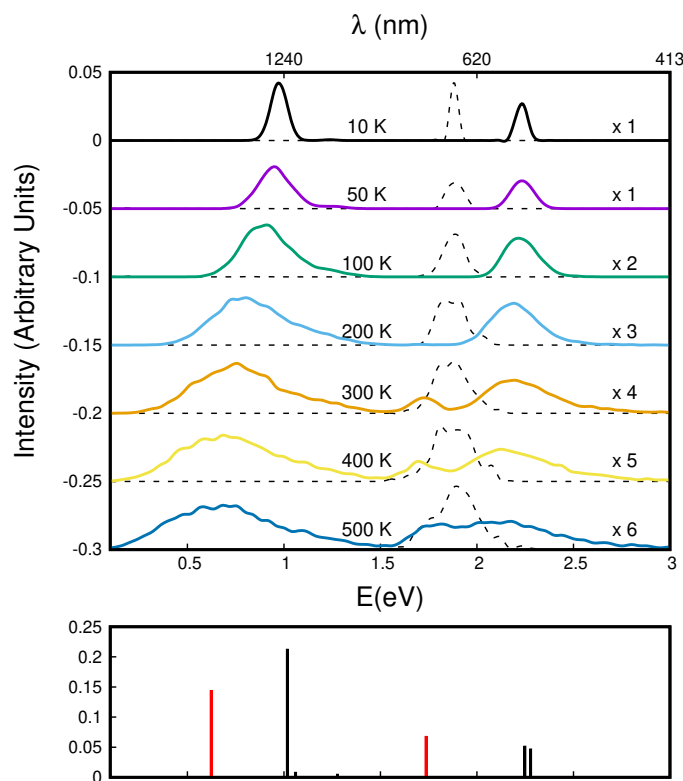 λ (nm)
1240 620 413
0.05
10 K x 1
0
50 K x 1
-0.05
100 K x 2
-0.1
200 K x 3
-0.15
300 K x 4
-0.2
400 K x 5
-0.25
500 K x 6
-0.3
Intensity (Arbitrary Units)
0.5 1 1.5 2 2.5 3
E(eV)
0.25
0.2
0.15
0.1
0.05
0